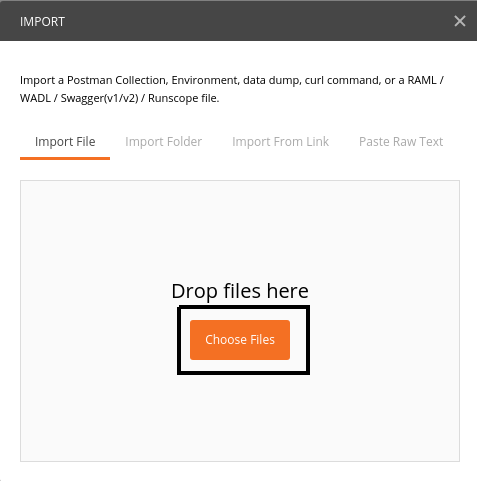 IMPORT
Import a Postman Collection, Environment, data dump, curl command, or a RAML /
WADL / Swagger(v1/v2) / Runscope file.
Import File Import Folder Import From Link Paste Raw Text
Drop files here
Choose Files